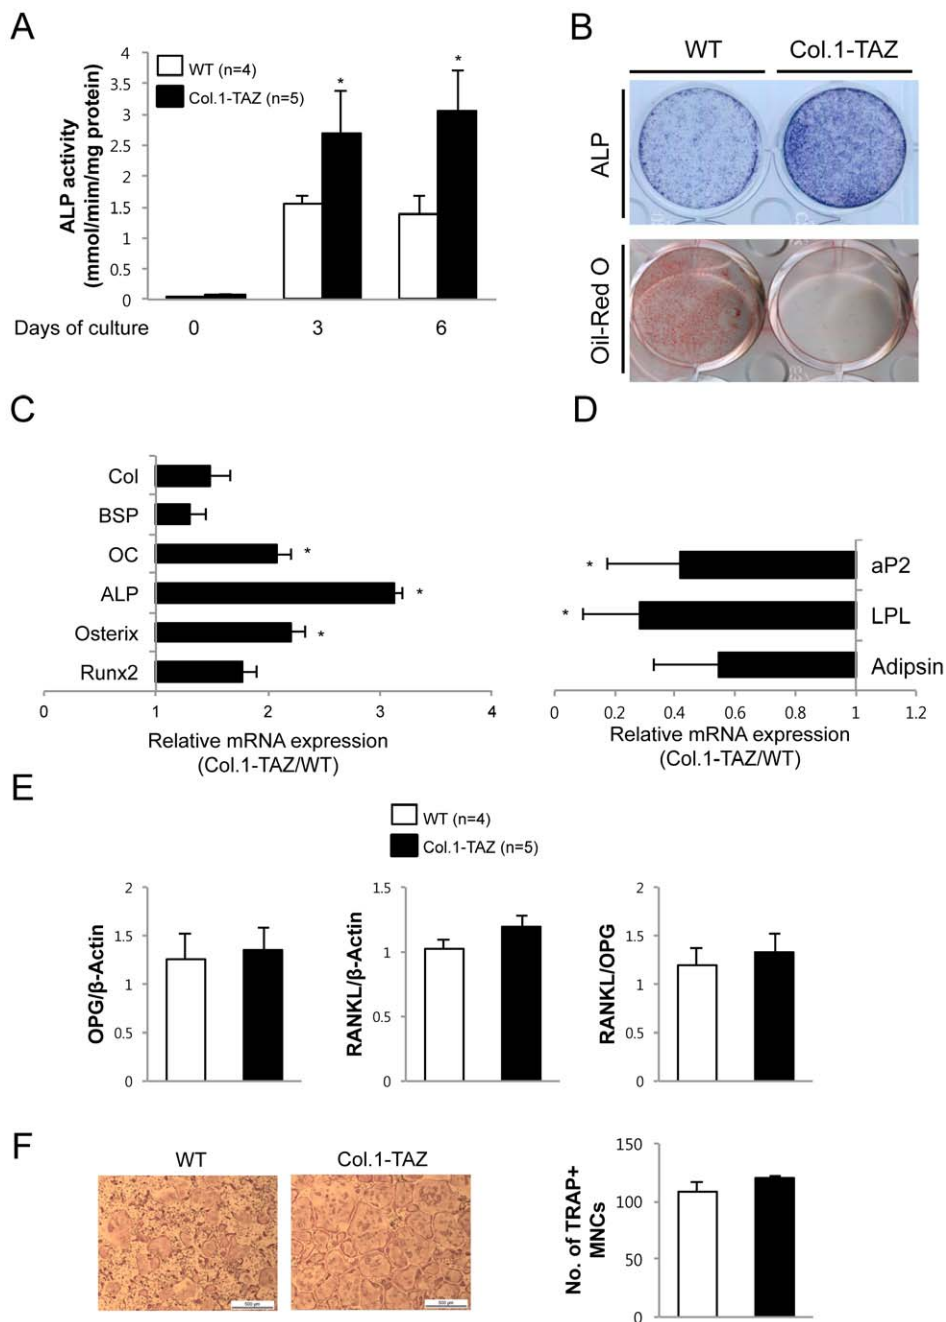 A
ALP activity
(mmol/mim/mg protein)
4
3.5
3
2.5
2
1.5
1
0.5
0
WT (n=4)
Col.1-TAZ (n=5)
*
*
Days of culture 0 3 6
B
WT Col.1-TAZ
ALP
Oil-Red O
C
Col
BSP
OC *
ALP *
Osterix *
Runx2
0 1 2 3 4
Relative mRNA expression
(Col.1-TAZ/WT)
D
* aP2
* LPL
Adipsin
0 0.2 0.4 0.6 0.8 1 1.2
Relative mRNA expression
(Col.1-TAZ/WT)
E
WT (n=4)
Col.1-TAZ (n=5)
OPG/β-Actin
2
1.5
1
0.5
0
RANKL/β-Actin
1.5
1
0.5
0
RANKL/OPG
2
1.5
1
0.5
0
F
WT Col.1-TAZ
500 μm
500 μm
No. of TRAP+
MNCs
150
100
50
0